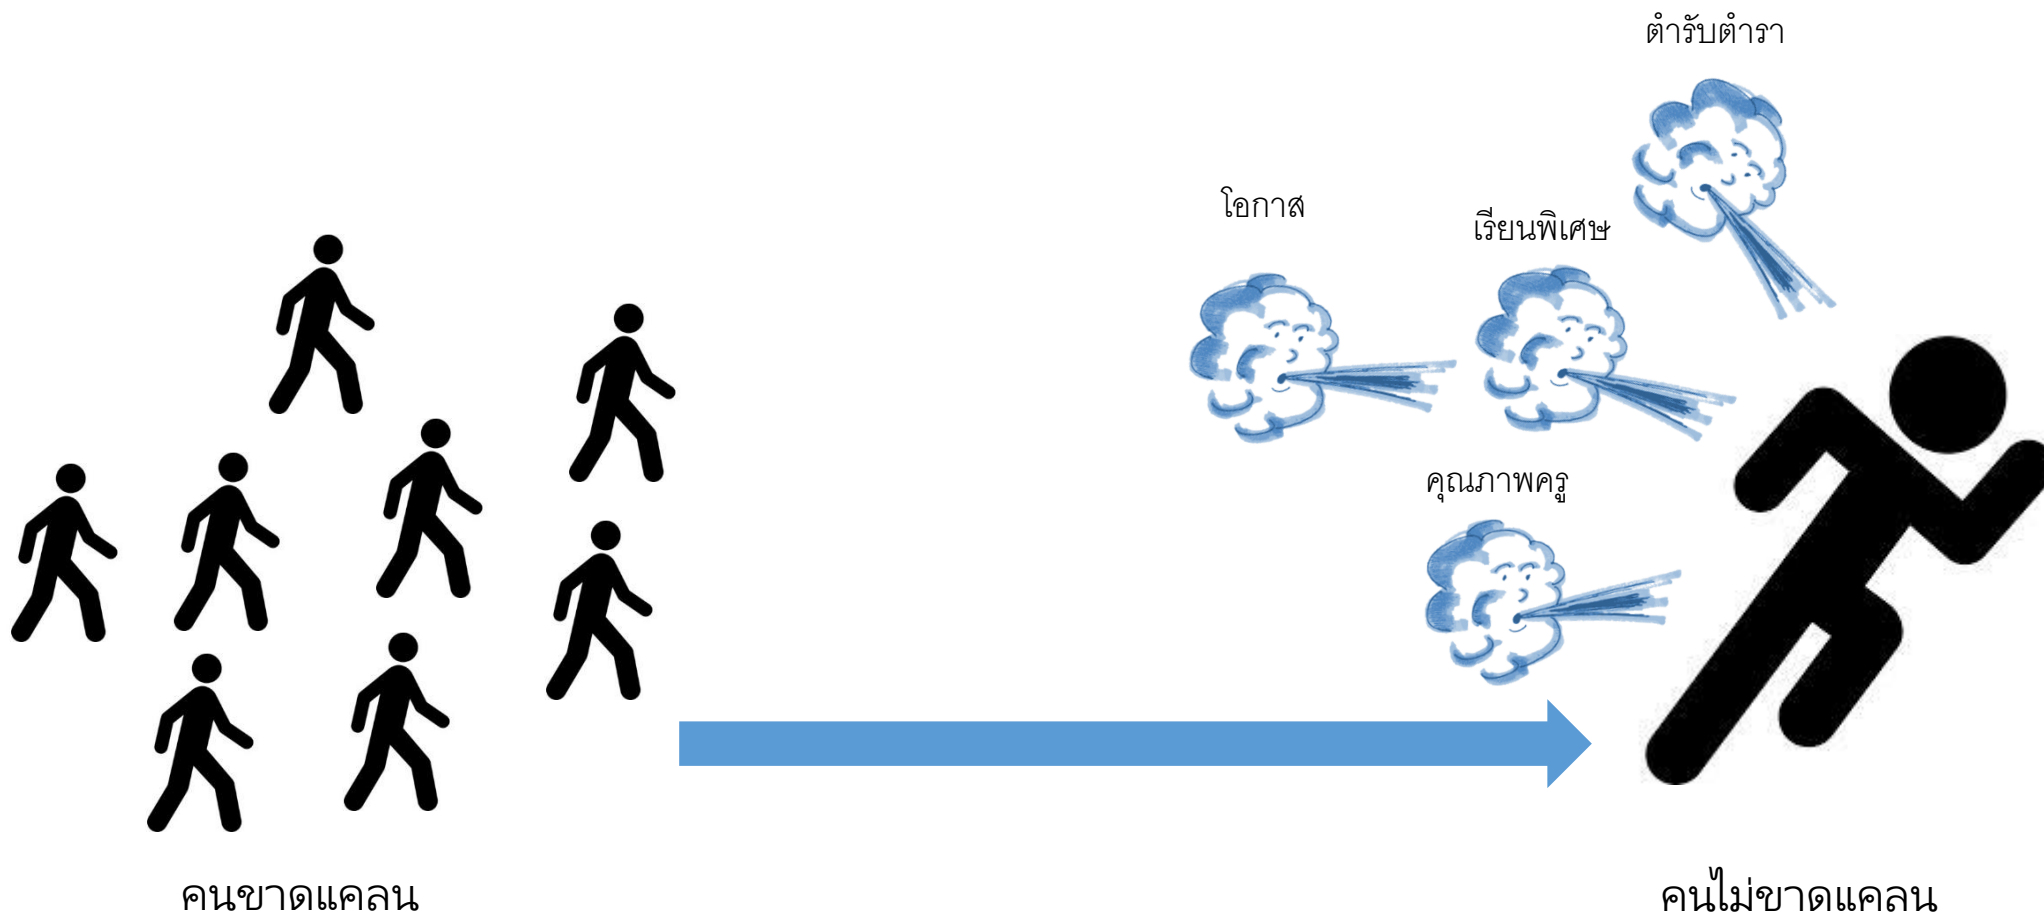 ตำรับตำรา
โอกาส
เรียนพิเศษ
คุณภาพครู
คนขาดแคลน
คนไม่ขาดแคลน